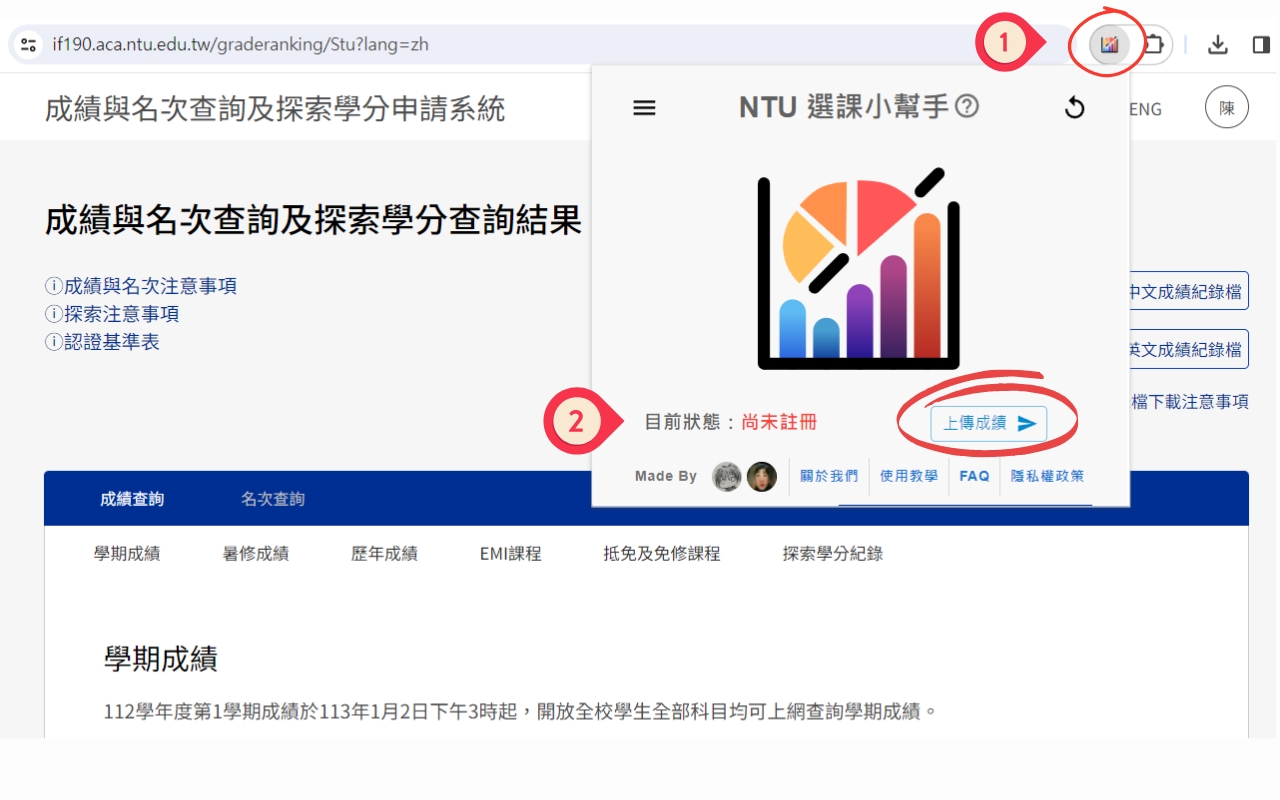 if190.aca.ntu.edu.tw/graderanking/Stu?lang=zh
1
成績與名次查詢及探索學分申請系統
NTU 選課小幫手
ENG
陳
成績與名次查詢及探索學分查詢結果
ⓘ成績與名次注意事項
ⓘ探索注意事項
ⓘ認證基準表
中文成績紀錄檔
英文成績紀錄檔
檔下載注意事項
2
目前狀態：尚未註冊
上傳成績
Made By
關於我們
使用教學
FAQ
隱私權政策
成績查詢
名次查詢
學期成績
暑修成績
歷年成績
EMI課程
抵免及免修課程
探索學分紀錄
學期成績
112學年度第1學期成績於113年1月2日下午3時起，開放全校學生全部科目均可上網查詢學期成績。